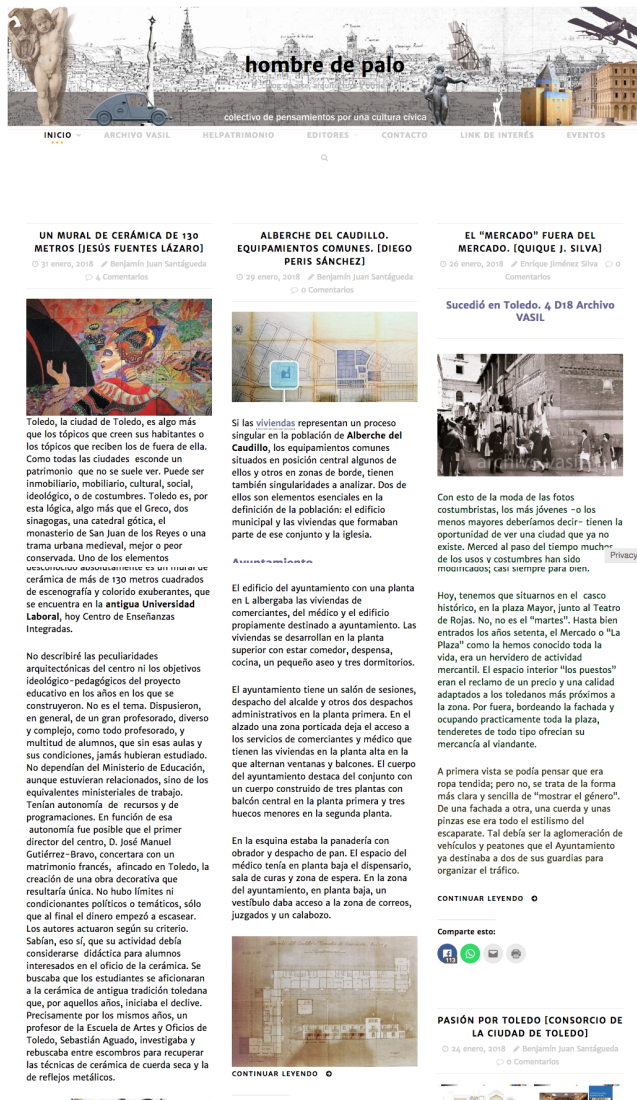 hombre de palo
colectivo de pensamientos por una cultura cívica
INICIO
ARCHIVO VASIL
HELPATRIMONIO
EDITORES
CONTACTO
LINK DE INTERÉS
EVENTOS
UN MURAL DE CERÁMICA DE 130
METROS [JESÚS FUENTES LÁZARO]
31 enero, 2018 Benjamín Juan Santágueda
4 Comentarios
Toledo, la ciudad de Toledo, es algo más
que los tópicos que creen sus habitantes o
los tópicos que reciben los de fuera de ella.
Como todas las ciudades esconde un
patrimonio que no se suele ver. Puede ser
inmobiliario, mobiliario, cultural, social,
ideológico, o de costumbres. Toledo es, por
esta lógica, algo más que el Greco, dos
sinagogas, una catedral gótica, el
monasterio de San Juan de los Reyes o una
trama urbana medieval, mejor o peor
conservada. Uno de los elementos
desconocido absolutamente es un mural de
cerámica de más de 130 metros cuadrados
de escenografía y colorido exuberantes, que
se encuentra en la antigua Universidad
Laboral, hoy Centro de Enseñanzas
Integradas.
No describiré las peculiaridades
arquitectónicas del centro ni los objetivos
ideológico-pedagógicos del proyecto
educativo en los años en los que se
construyeron. No es el tema. Dispusieron,
en general, de un gran profesorado, diverso
y complejo, como todo profesorado, y
multitud de alumnos, que sin esas aulas y
sus condiciones, jamás hubieran estudiado.
No dependían del Ministerio de Educación,
aunque estuvieran relacionados, sino de los
equivalentes ministeriales de trabajo.
Tenían autonomía de recursos y de
programaciones. En función de esa
autonomía fue posible que el primer
director del centro, D. José Manuel
Gutiérrez-Bravo, concertara con un
matrimonio francés, afincado en Toledo, la
creación de una obra decorativa que
resultaría única. No hubo límites ni
condicionantes políticos o temáticos, sólo
que al final el dinero empezó a escasear.
Los autores actuaron según su criterio.
Sabían, eso sí, que su actividad debía
considerarse didáctica para alumnos
interesados en el oficio de la cerámica. Se
buscaba que los estudiantes se aficionaran
a la cerámica de antigua tradición toledana
que, por aquellos años, iniciaba el declive.
Precisamente por los mismos años, un
profesor de la Escuela de Artes y Oficios de
Toledo, Sebastián Aguado, investigaba y
rebuscaba entre escombros para recuperar
las técnicas de cerámica de cuerda seca y la
de reflejos metálicos.
ALBERCHE DEL CAUDILLO.
EQUIPAMIENTOS COMUNES. [DIEGO
PERIS SÁNCHEZ]
29 enero, 2018 Benjamín Juan Santágueda
0 Comentarios
Si las viviendas representan un proceso
singular en la población de Alberche del
Caudillo, los equipamientos comunes
situados en posición central algunos de
ellos y otros en zonas de borde, tienen
también singularidades a analizar. Dos de
ellos son elementos esenciales en la
definición de la población: el edificio
municipal y las viviendas que formaban
parte de ese conjunto y la iglesia.
Ayuntamiento
El edificio del ayuntamiento con una planta
en L albergaba las viviendas de
comerciantes, del médico y el edificio
propiamente destinado a ayuntamiento. Las
viviendas se desarrollan en la planta
superior con estar comedor, despensa,
cocina, un pequeño aseo y tres dormitorios.
El ayuntamiento tiene un salón de sesiones,
despacho del alcalde y otros dos despachos
administrativos en la planta primera. En el
alzado una zona porticada deja el acceso a
los servicios de comerciantes y médico que
tienen las viviendas en la planta alta en la
que alternan ventanas y balcones. El cuerpo
del ayuntamiento destaca del conjunto con
un cuerpo construido de tres plantas con
balcón central en la planta primera y tres
huecos menores en la segunda planta.
En la esquina estaba la panadería con
obrador y despacho de pan. El espacio del
médico tenía en planta baja el dispensario,
sala de curas y zona de espera. En la zona
del ayuntamiento, en planta baja, un
vestíbulo daba acceso a la zona de correos,
juzgados y un calabozo.
CONTINUAR LEYENDO
EL “MERCADO” FUERA DEL
MERCADO. [QUIQUE J. SILVA]
26 enero, 2018 Enrique Jiménez Silva 0
Comentarios
Sucedió en Toledo. 4 D18 Archivo
VASIL
Con esto de la moda de las fotos
costumbristas, los más jóvenes -o los
menos mayores deberíamos decir- tienen la
oportunidad de ver una ciudad que ya no
existe. Merced al paso del tiempo muchos
de los usos y costumbres han sido
modificados; casi siempre para bien.
Privacy
Hoy, tenemos que situarnos en el casco
histórico, en la plaza Mayor, junto al Teatro
de Rojas. No, no es el “martes”. Hasta bien
entrados los años setenta, el Mercado o “La
Plaza” como la hemos conocido toda la
vida, era un hervidero de actividad
mercantil. El espacio interior “los puestos”
eran el reclamo de un precio y una calidad
adaptados a los toledanos más próximos a
la zona. Por fuera, bordeando la fachada y
ocupando practicamente toda la plaza,
tenderetes de todo tipo ofrecian su
mercancía al viandante.
A primera vista se podía pensar que era
ropa tendida; pero no, se trata de la forma
más clara y sencilla de “mostrar el género”.
De una fachada a otra, una cuerda y unas
pinzas ese era todo el estilismo del
escaparate. Tal debía ser la aglomeración de
vehículos y peatones que el Ayuntamiento
ya destinaba a dos de sus guardias para
organizar el tráfico.
CONTINUAR LEYENDO
Comparte esto:
113
PASIÓN POR TOLEDO [CONSORCIO DE
LA CIUDAD DE TOLEDO]
24 enero, 2018 Benjamín Juan Santágueda
0 Comentarios